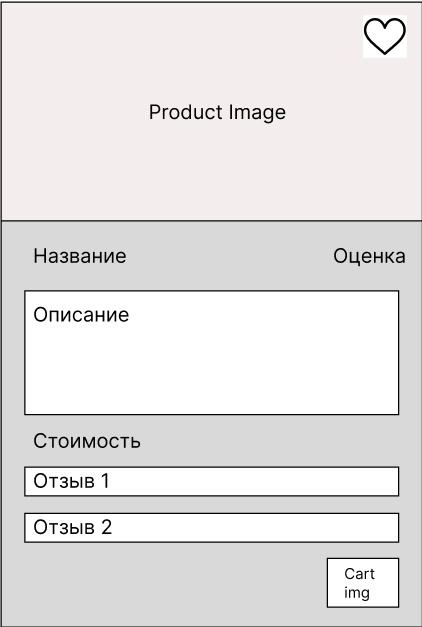 Product Image
Название
Оценка
Описание
Стоимость
Отзыв 1
Отзыв 2
Cart
img